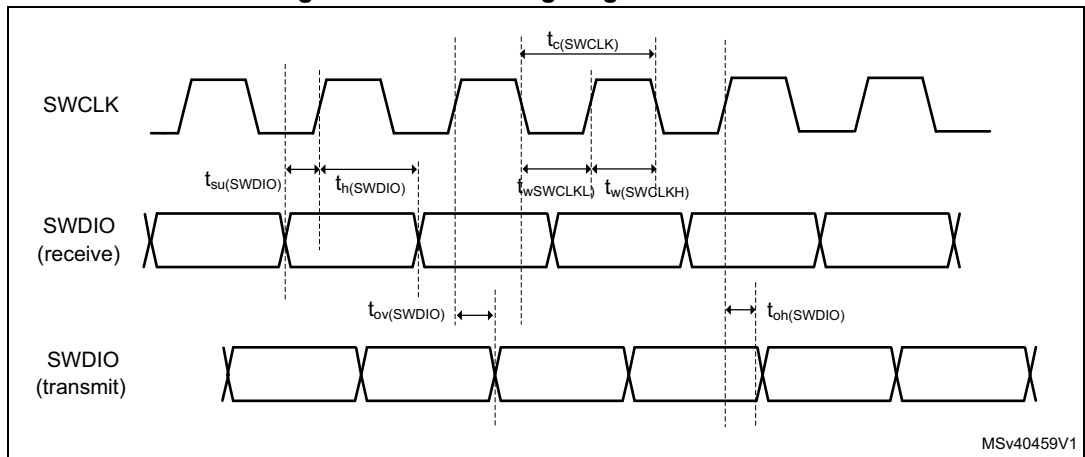 tc(SWCLK)
SWCLK
tsu(SWDIO) th(SWDIO) twSWCLKL) tw(SWCLKH)
SWDIO
(receive)
tov(SWDIO) toh(SWDIO)
SWDIO
(transmit)
MSv40459V1